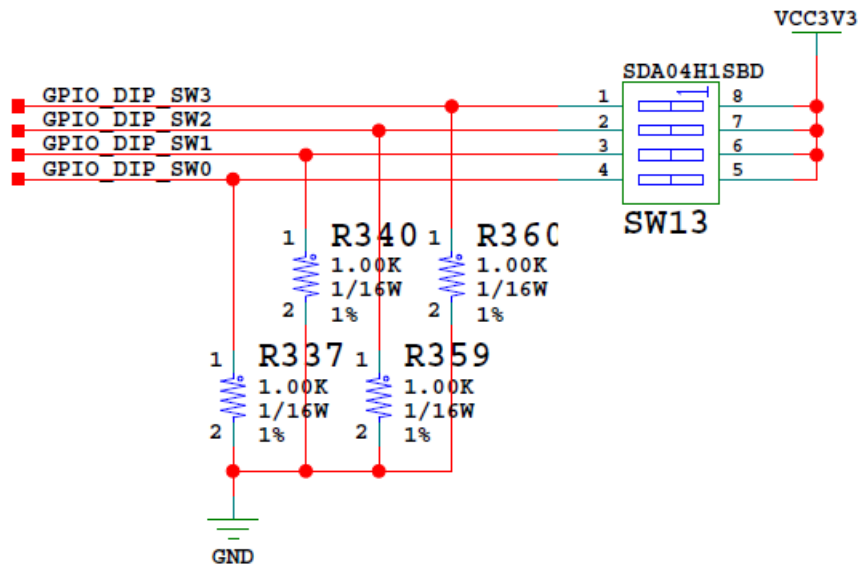 VCC3V3
SDA04H1SBD
GPIO_DIP_SW3
GPIO_DIP_SW2
GPIO_DIP_SW1
GPIO_DIP_SW0
1 8
2 7
3 6
4 5
1
SW13
1 R340
1.00K
1/16W
2 1%
1 R360
1.00K
1/16W
2 1%
1 R337
1.00K
1/16W
2 1%
1 R359
1.00K
1/16W
2 1%
GND